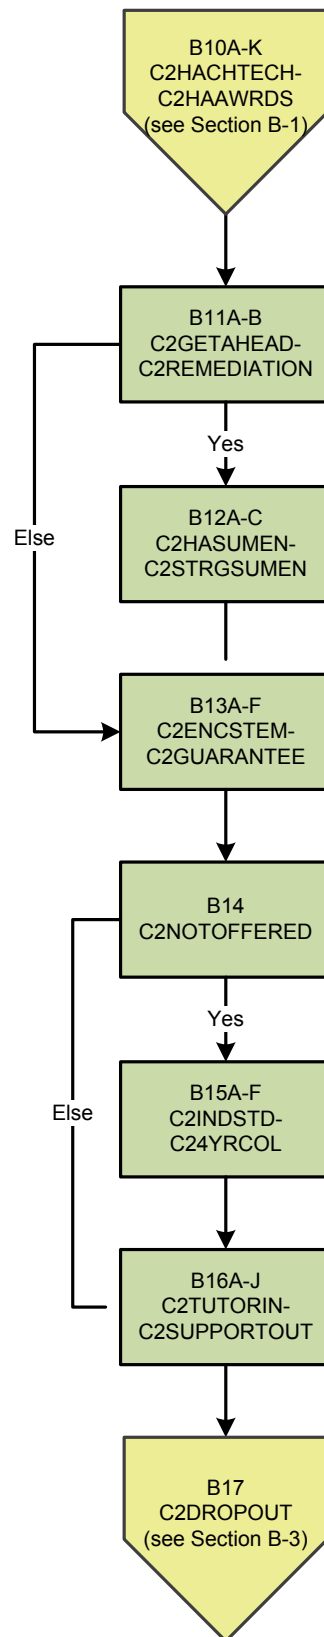 B10A-K
C2HACHTECH-
C2HAAWRDS
(see Section B-1)
B11A-B
C2GETAHEAD-
C2REMEDIATION
Yes
Else
B12A-C
C2HASUMEN-
C2STRGSUMEN
B13A-F
C2ENCSTEM-
C2GUARANTEE
B14
C2NOTOFFERED
Yes
Else
B15A-F
C2INDSTD-
C24YRCOL
B16A-J
C2TUTORIN-
C2SUPPORTOUT
B17
C2DROPOUT
(see Section B-3)